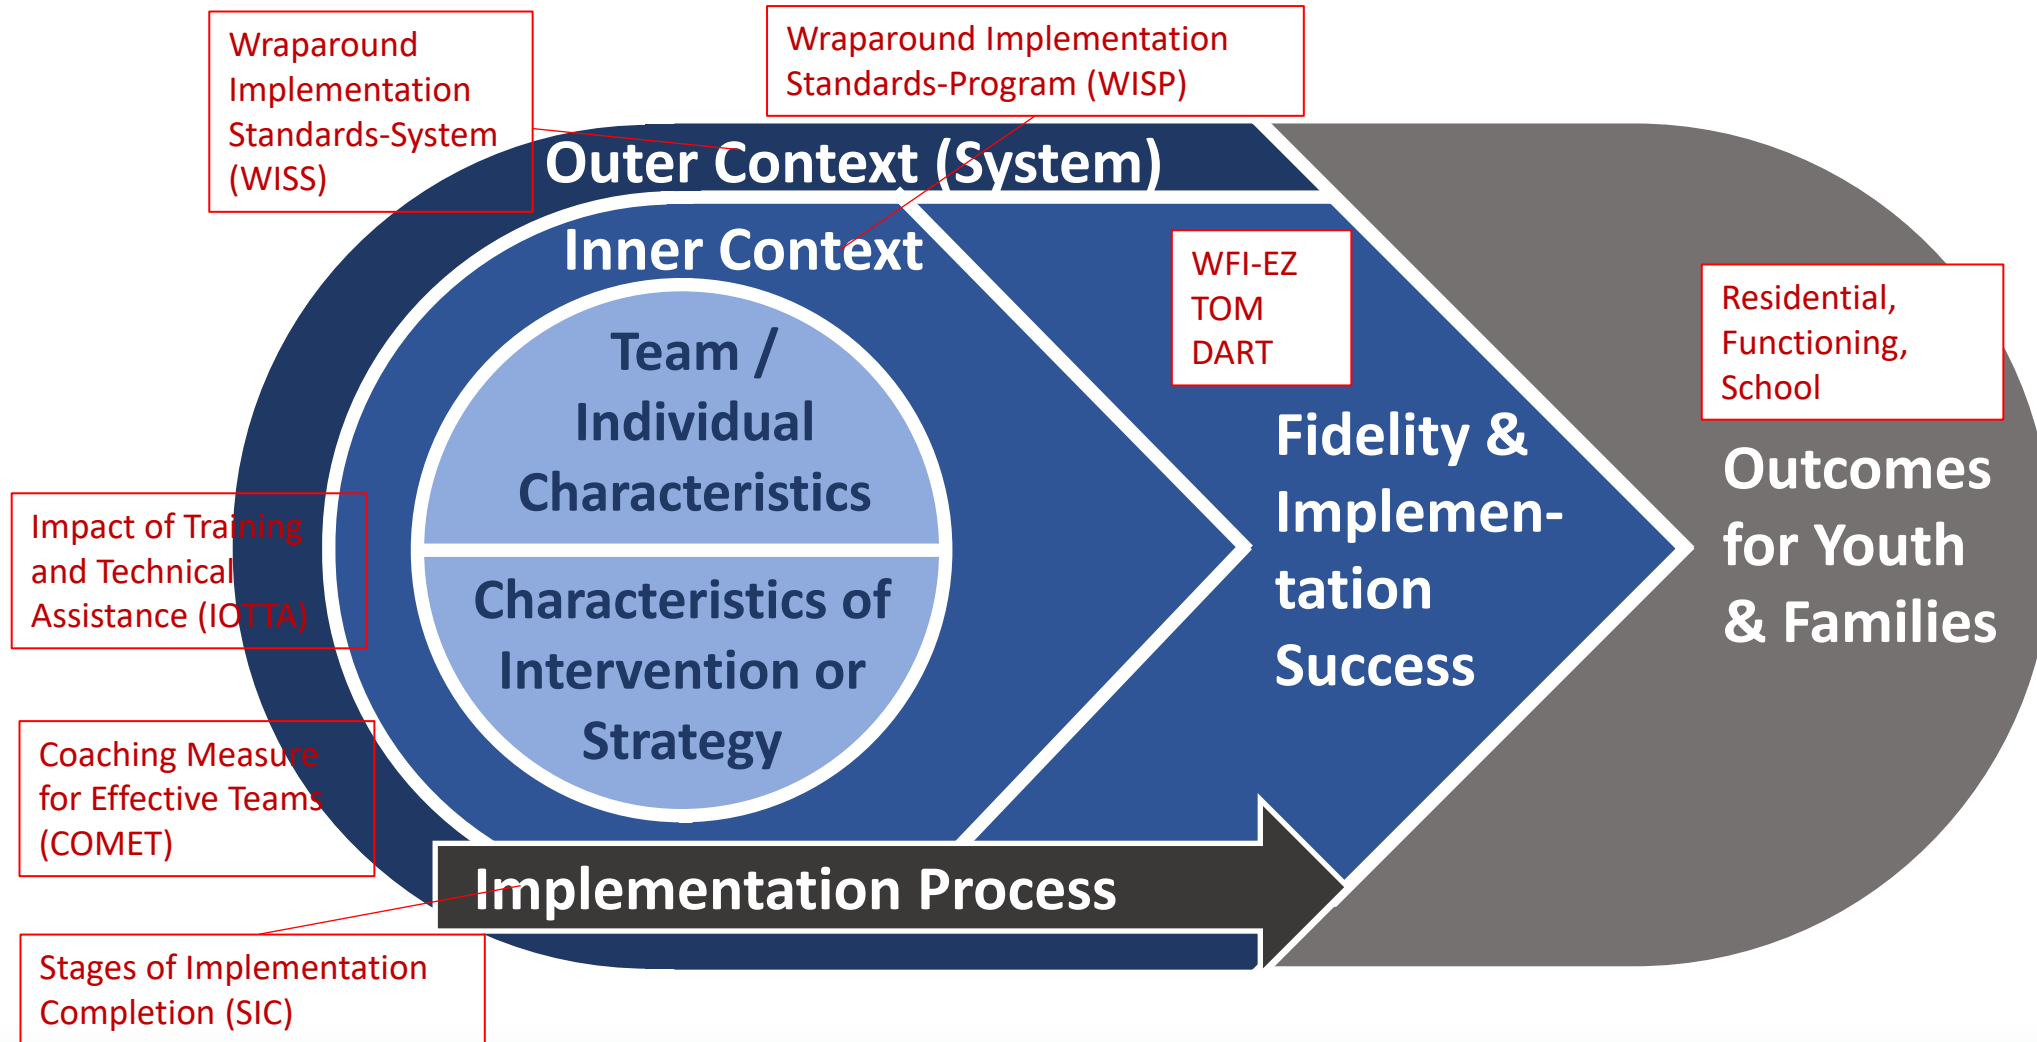 Wraparound
Implementation
Standards-System
(WISS)
Wraparound Implementation
Standards-Program (WISP)
Outer Context (System)
Inner Context
Team /
Individual
Characteristics
Characteristics of
Intervention or
Strategy
WFI-EZ
TOM
DART
Fidelity &
Implemen-
tation
Success
Residential,
Functioning,
School
Outcomes
for Youth
& Families
Impact of Training
and Technical
Assistance (IOTTA)
Coaching Measure
for Effective Teams
(COMET)
Implementation Process
Stages of Implementation
Completion (SIC)